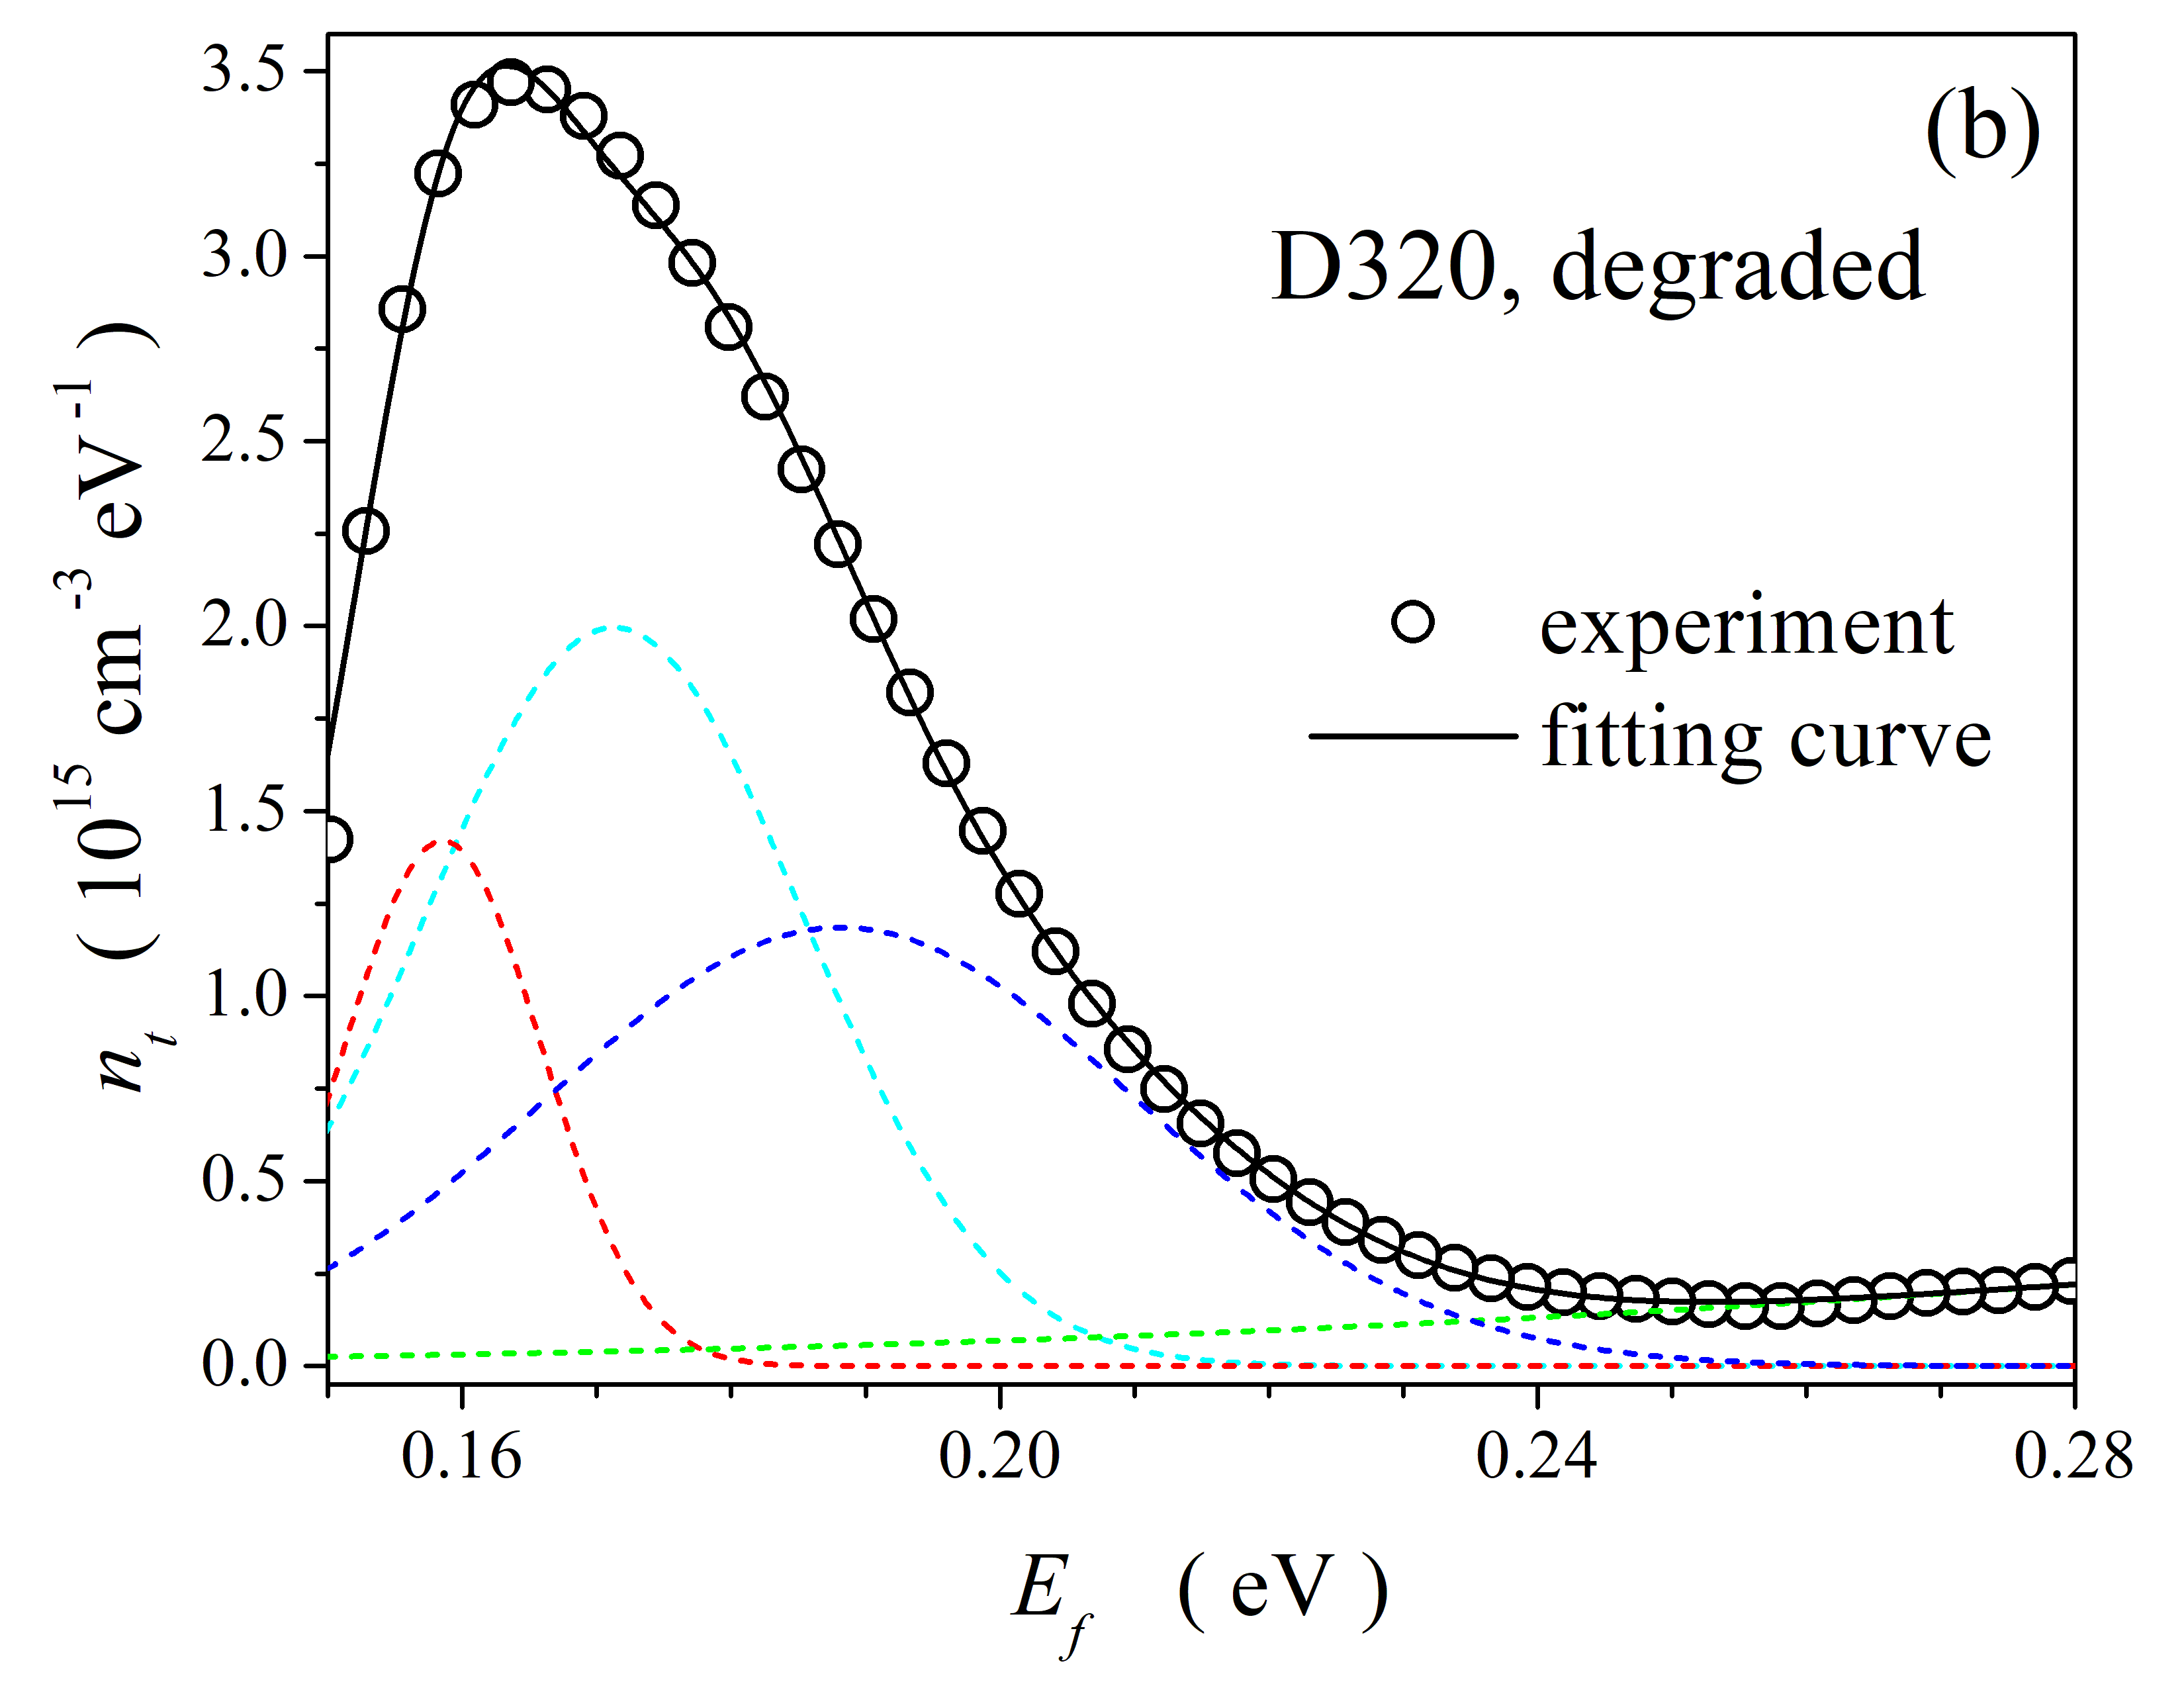 (b)
D320, degraded
experiment
fitting curve
3.5
3.0
2.5
2.0
1.5
1.0
0.5
0.0
n_t ( 10^15 cm^-3 eV^-1 )
0.16 0.20 0.24 0.28
E_f ( eV )